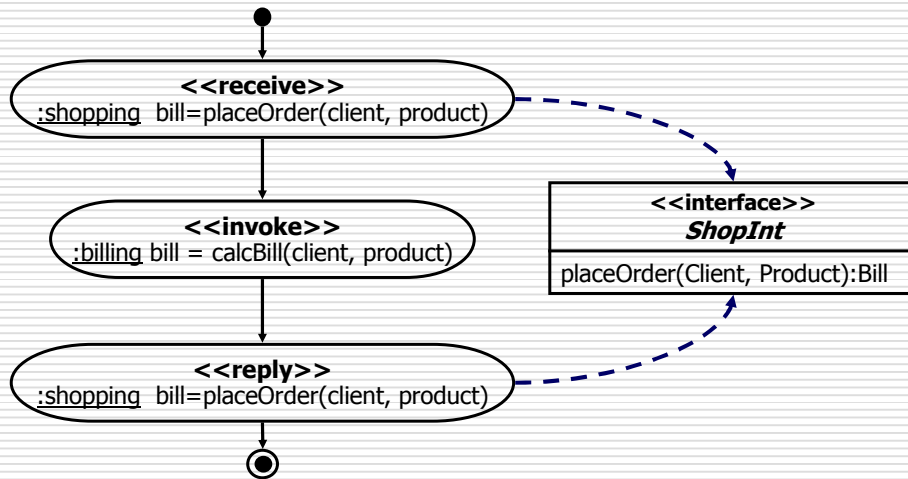 <<receive>>
:shopping bill=placeOrder(client, product)
<<invoke>>
:billing bill = calcBill(client, product)
<<interface>>
ShopInt
placeOrder(Client, Product):Bill
<<reply>>
:shopping bill=placeOrder(client, product)